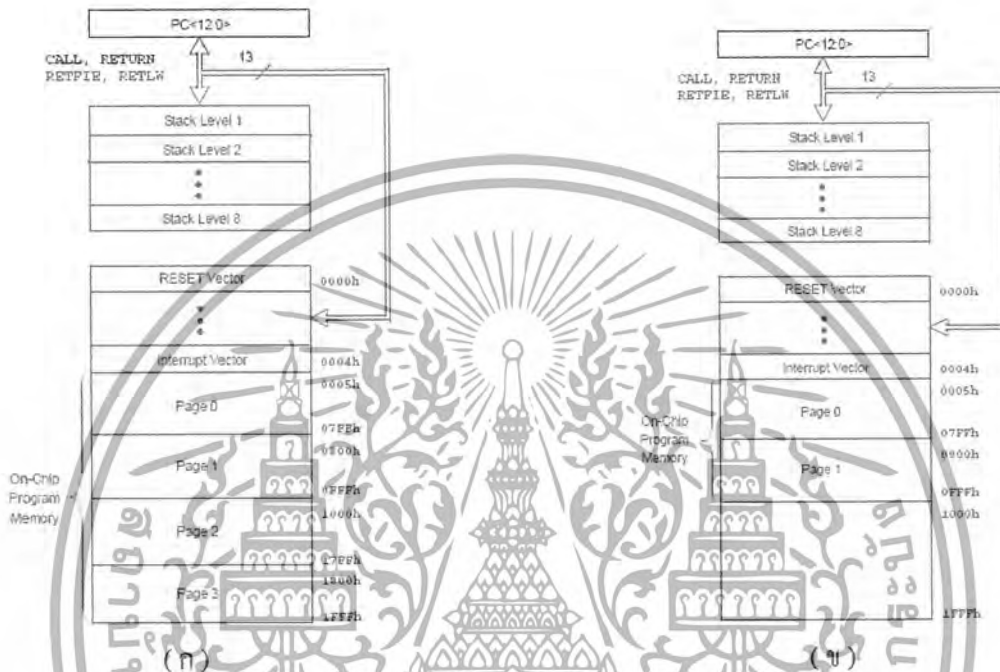 PC<12:0>
CALL, RETURN
RETFIE, RETLW
13
Stack Level 1
Stack Level 2
Stack Level 8
RESET Vector
0000h
Interrupt Vector
0004h
0005h
Page 0
07FFh
0800h
Page 1
0FFFh
1000h
Page 2
17FFh
1800h
Page 3
1FFFh
On-Chip
Program
Memory
(ก)
PC<12:0>
CALL, RETURN
RETFIE, RETLW
13
Stack Level 1
Stack Level 2
Stack Level 8
RESET Vector
0000h
Interrupt Vector
0004h
0005h
On-Chip
Program
Memory
Page 0
07FFh
0800h
Page 1
0FFFh
1000h
1FFFh
(ข)